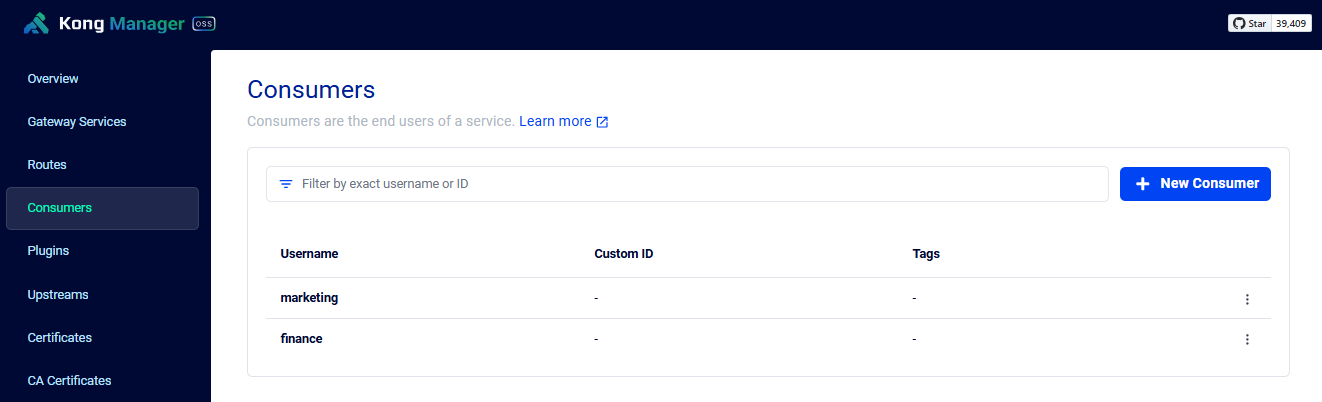 Kong Manager OSS
Star 39,409
Overview
Gateway Services
Routes
Consumers
Plugins
Upstreams
Certificates
CA Certificates
Consumers
Consumers are the end users of a service. Learn more
Filter by exact username or ID
New Consumer
Username Custom ID Tags
marketing - -
finance - -